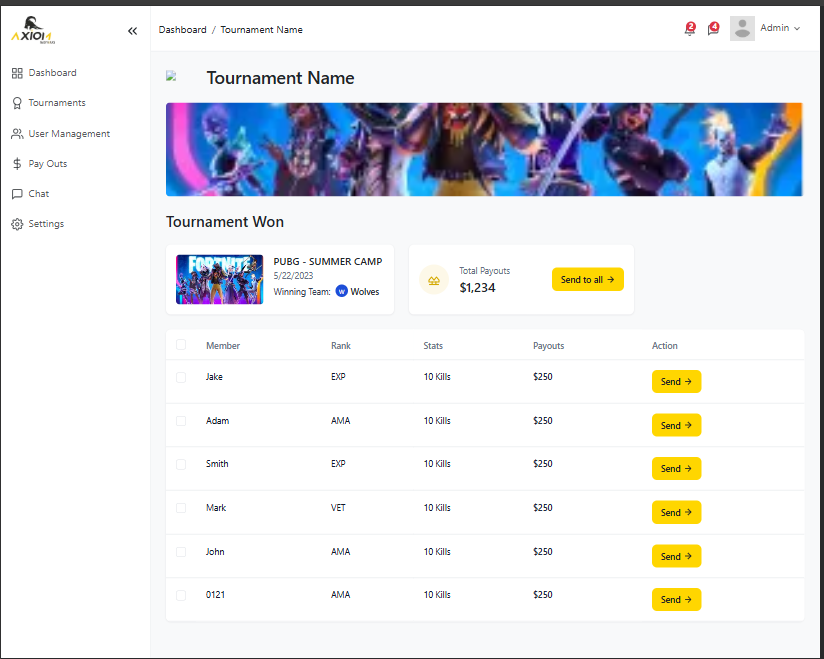 AXIOM
Dashboard / Tournament Name
2
4
Admin
Dashboard
Tournaments
User Management
Pay Outs
Chat
Settings
Tournament Name
Tournament Won
FORTNITE
PUBG - SUMMER CAMP
5/22/2023
Winning Team: W Wolves
Total Payouts
$1,234
Send to all →
Member Rank Stats Payouts Action
Jake EXP 10 Kills $250 Send →
Adam AMA 10 Kills $250 Send →
Smith EXP 10 Kills $250 Send →
Mark VET 10 Kills $250 Send →
John AMA 10 Kills $250 Send →
0121 AMA 10 Kills $250 Send →